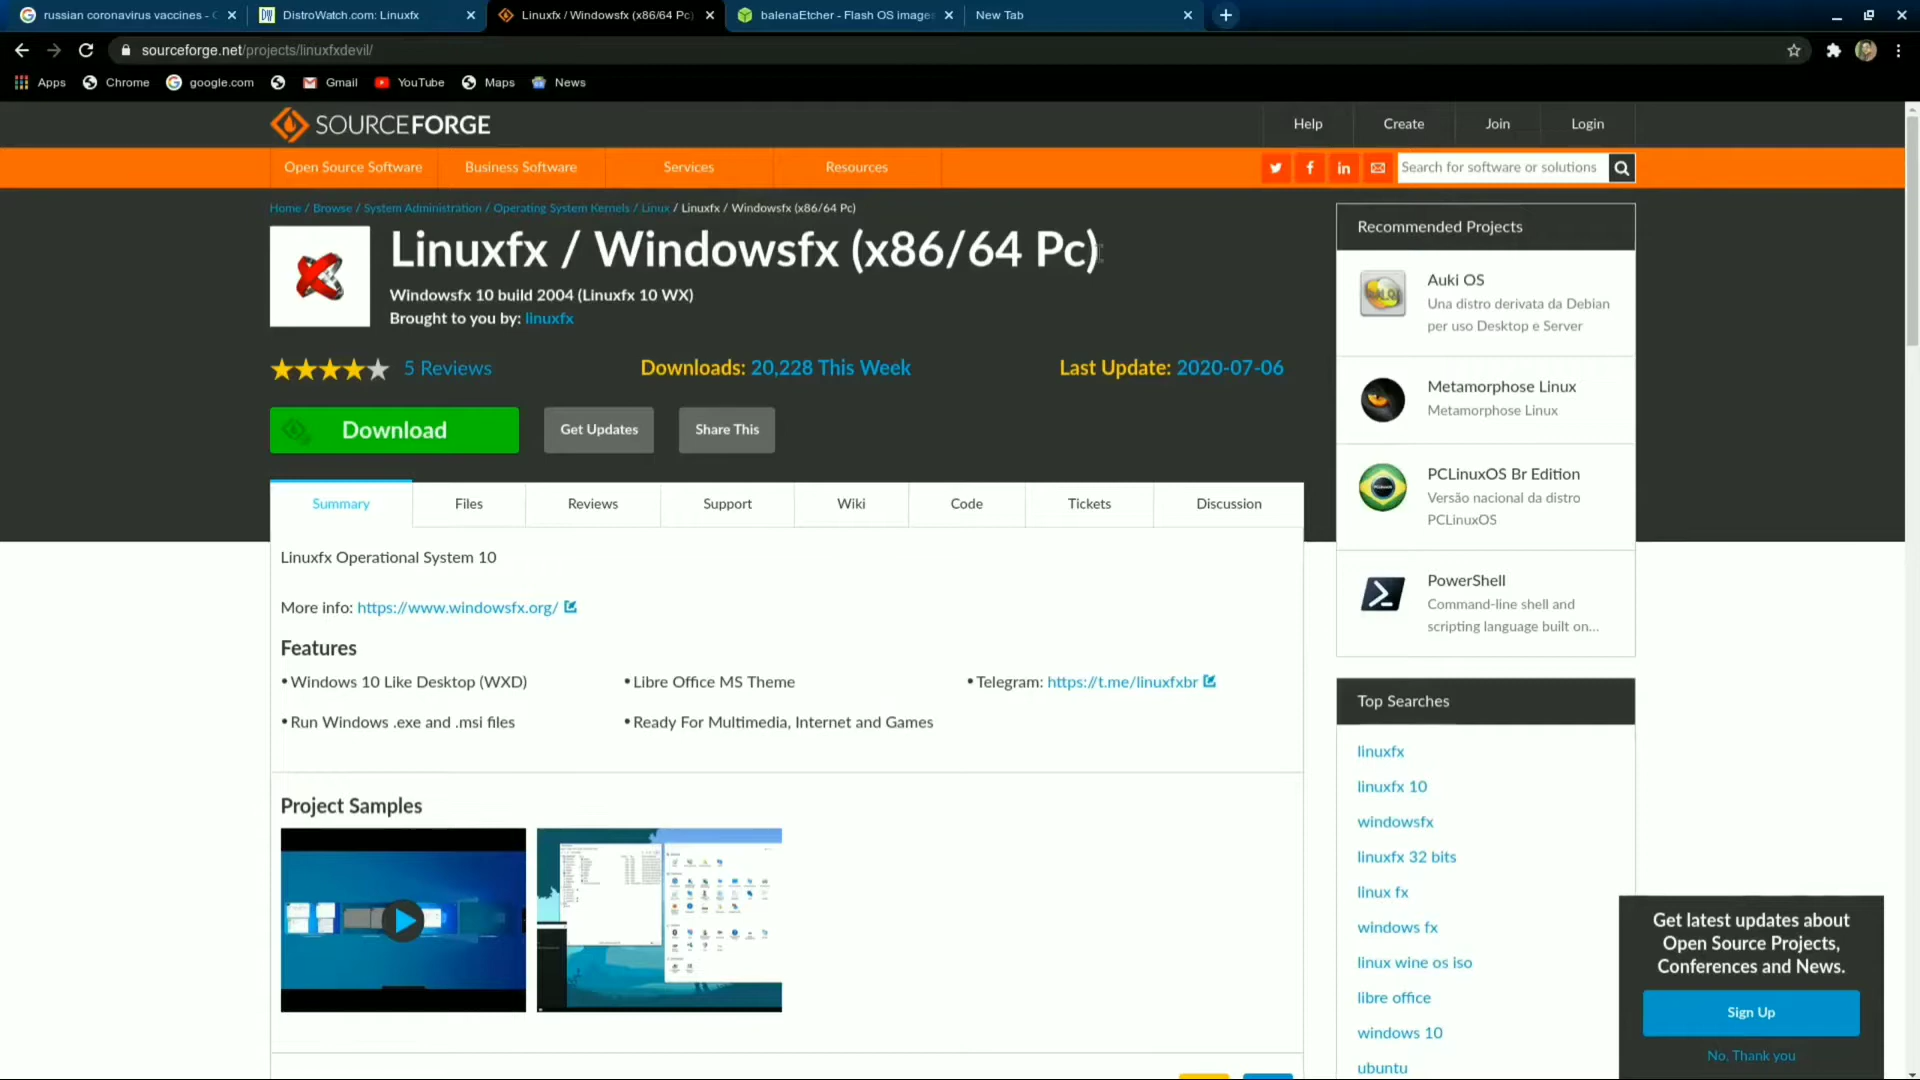 russian coronavirus vaccines -
DistroWatch.com: Linuxfx
Linuxfx / Windowsfx (x86/64 Pc)
balenaEtcher - Flash OS images
New Tab
sourceforge.net/projects/linuxfxdevil/
Apps
Chrome
google.com
Gmail
YouTube
Maps
News
SOURCEFORGE
Help
Create
Join
Login
Open Source Software
Business Software
Services
Resources
Search for software or solutions
Home / Browse / System Administration / Operating System Kernels / Linux / Linuxfx / Windowsfx (x86/64 Pc)
Linuxfx / Windowsfx (x86/64 Pc)
Windowsfx 10 build 2004 (Linuxfx 10 WX)
Brought to you by: linuxfx
5 Reviews
Downloads: 20,228 This Week
Last Update: 2020-07-06
Download
Get Updates
Share This
Summary
Files
Reviews
Support
Wiki
Code
Tickets
Discussion
Linuxfx Operational System 10
More info: https://www.windowsfx.org/
Features
• Windows 10 Like Desktop (WXD)
• Libre Office MS Theme
• Telegram: https://t.me/linuxfxbr
• Run Windows .exe and .msi files
• Ready For Multimedia, Internet and Games
Project Samples
Recommended Projects
Auki OS
Una distro derivata da Debian
per uso Desktop e Server
Metamorphose Linux
Metamorphose Linux
PCLinuxOS Br Edition
Versão nacional da distro
PCLinuxOS
PowerShell
Command-line shell and
scripting language built on...
Top Searches
linuxfx
linuxfx 10
windowsfx
linuxfx 32 bits
linux fx
windows fx
linux wine os iso
libre office
windows 10
ubuntu
Get latest updates about
Open Source Projects,
Conferences and News.
Sign Up
No, Thank you